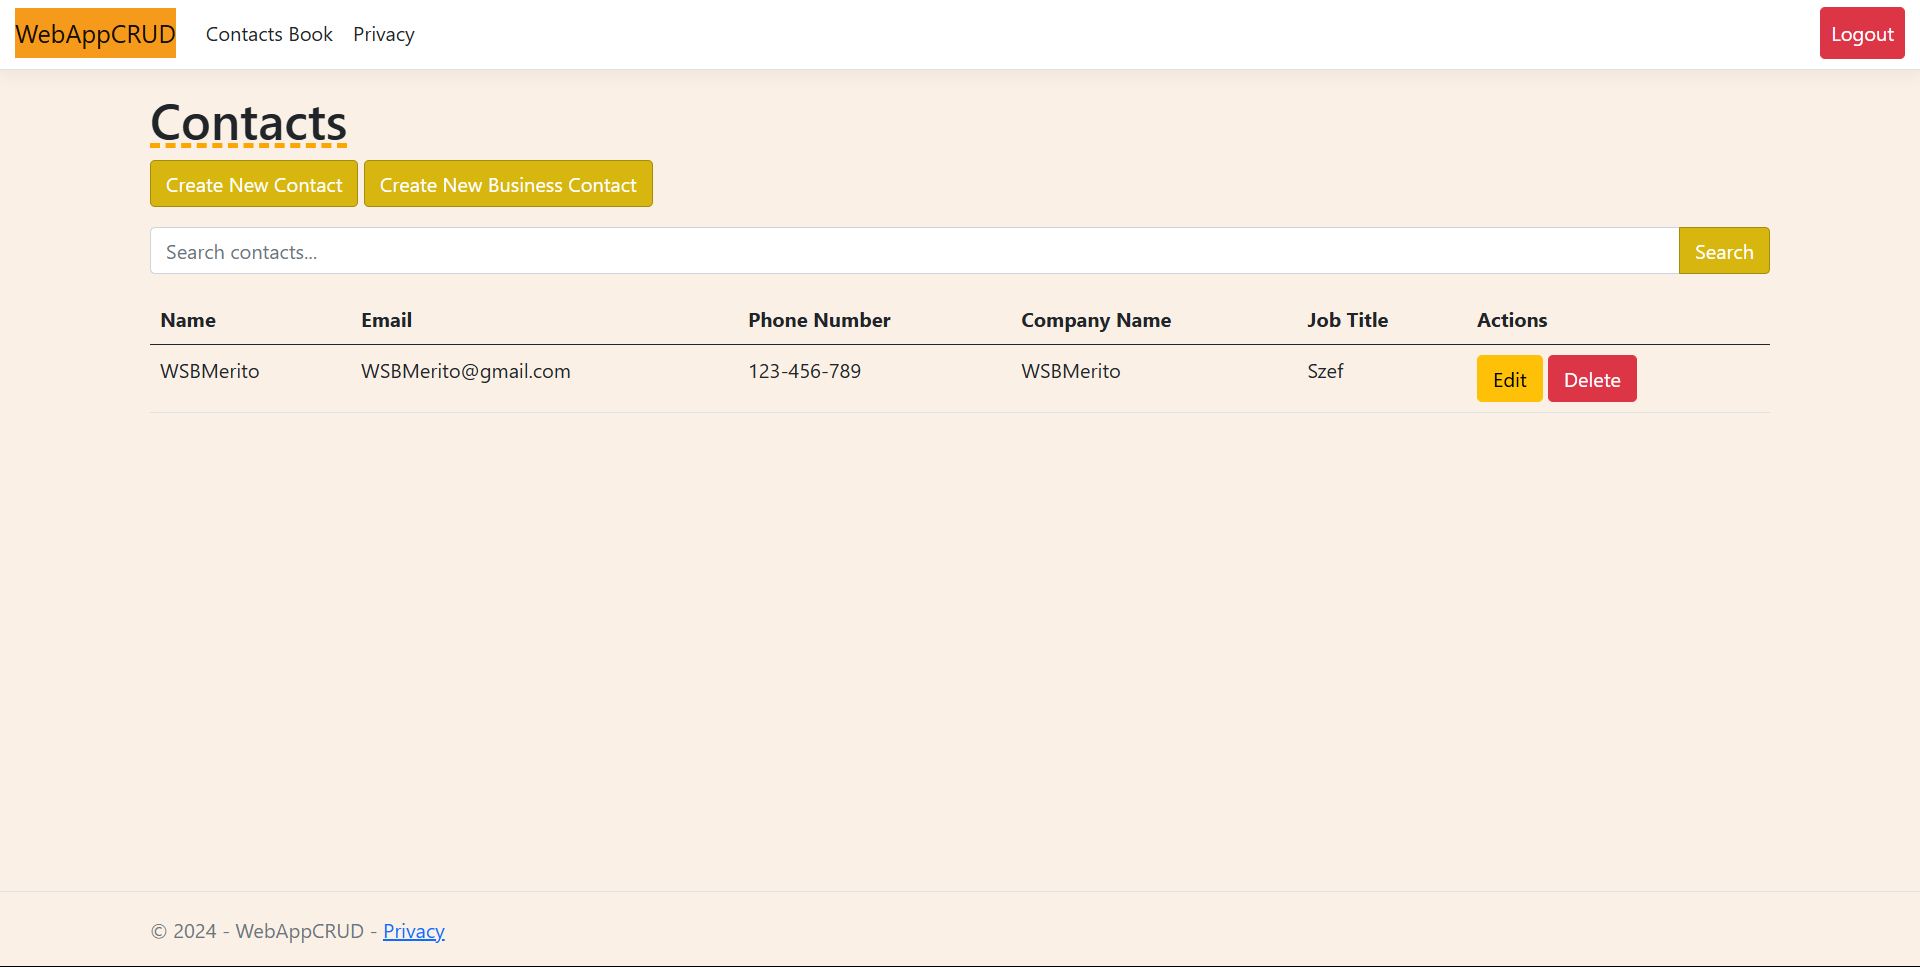 WebAppCRUD Contacts Book Privacy Logout
Contacts
Create New Contact Create New Business Contact
Search contacts... Search
Name Email Phone Number Company Name Job Title Actions
WSBMerito WSBMerito@gmail.com 123-456-789 WSBMerito Szef Edit Delete
© 2024 - WebAppCRUD - Privacy